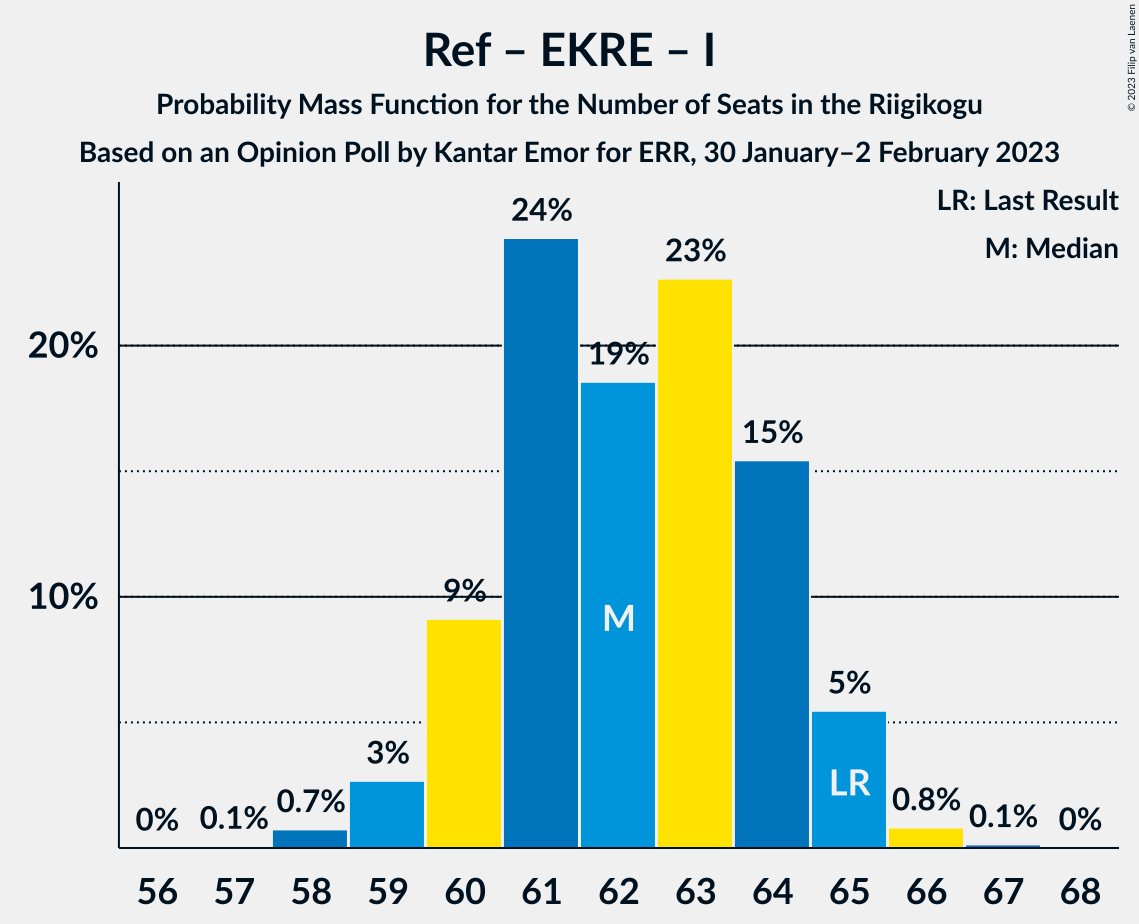 Ref – EKRE – I
Probability Mass Function for the Number of Seats in the Riigikogu
Based on an Opinion Poll by Kantar Emor for ERR, 30 January–2 February 2023
© 2023 Filip van Laenen
LR: Last Result
M: Median
20%
10%
0% 0.1% 0.7% 3% 9% 24% 19% 23% 15% 5% 0.8% 0.1% 0%
M
LR
56 57 58 59 60 61 62 63 64 65 66 67 68